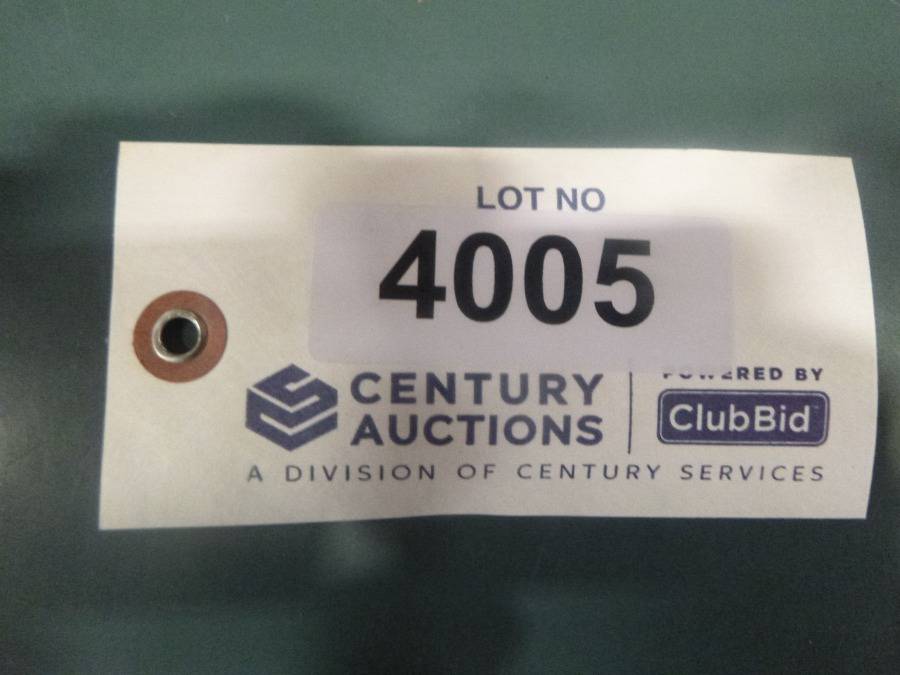 LOT NO
4005
CENTURY
AUCTIONS
POWERED BY
ClubBid
A DIVISION OF CENTURY SERVICES